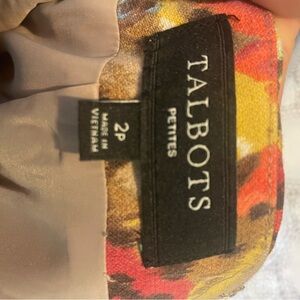 TALBOTS
PETITES
2P
MADE IN
VIETNAM